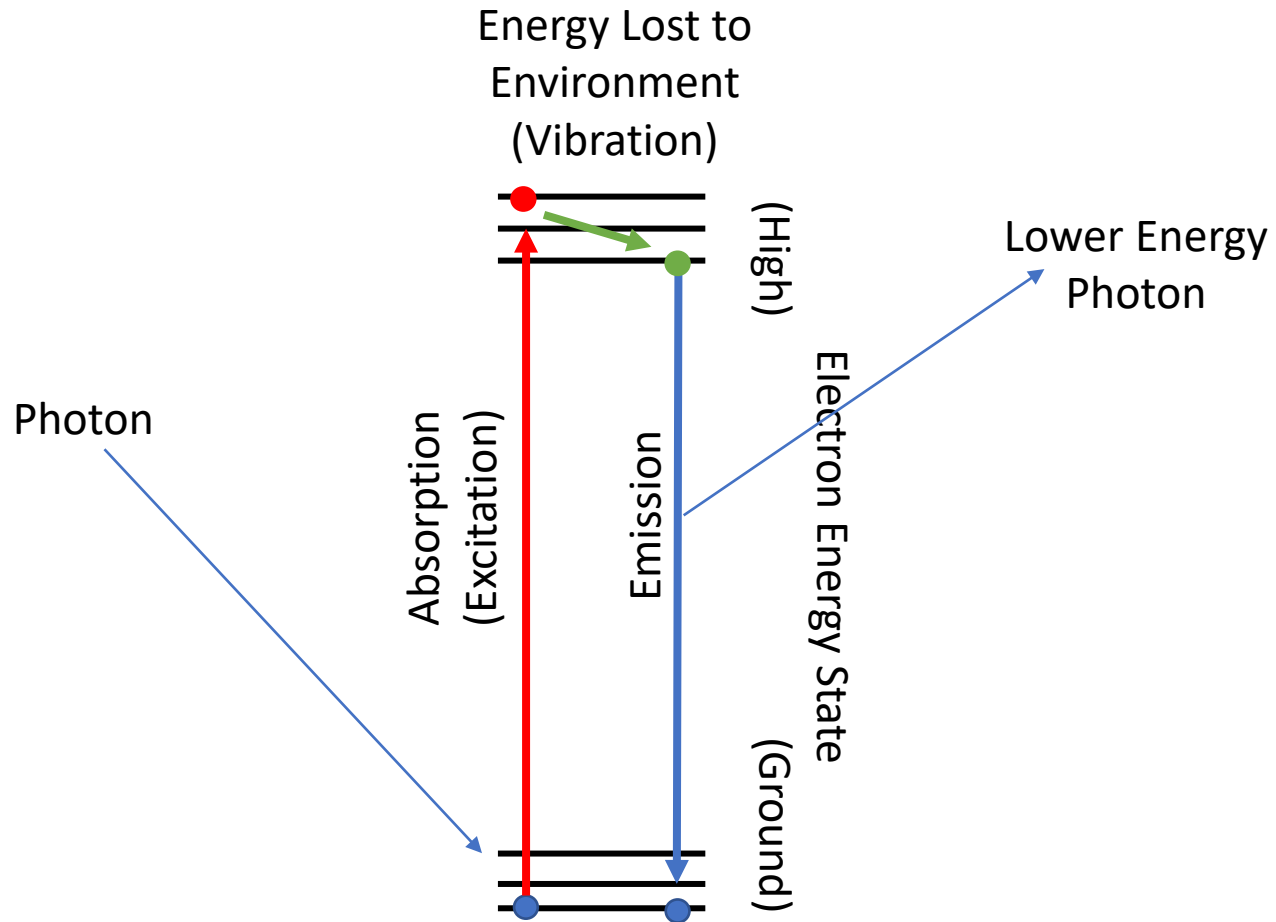 Energy Lost to
Environment
(Vibration)
(High)
Lower Energy
Photon
Photon
Absorption
(Excitation)
Emission
Electron Energy State
(Ground)